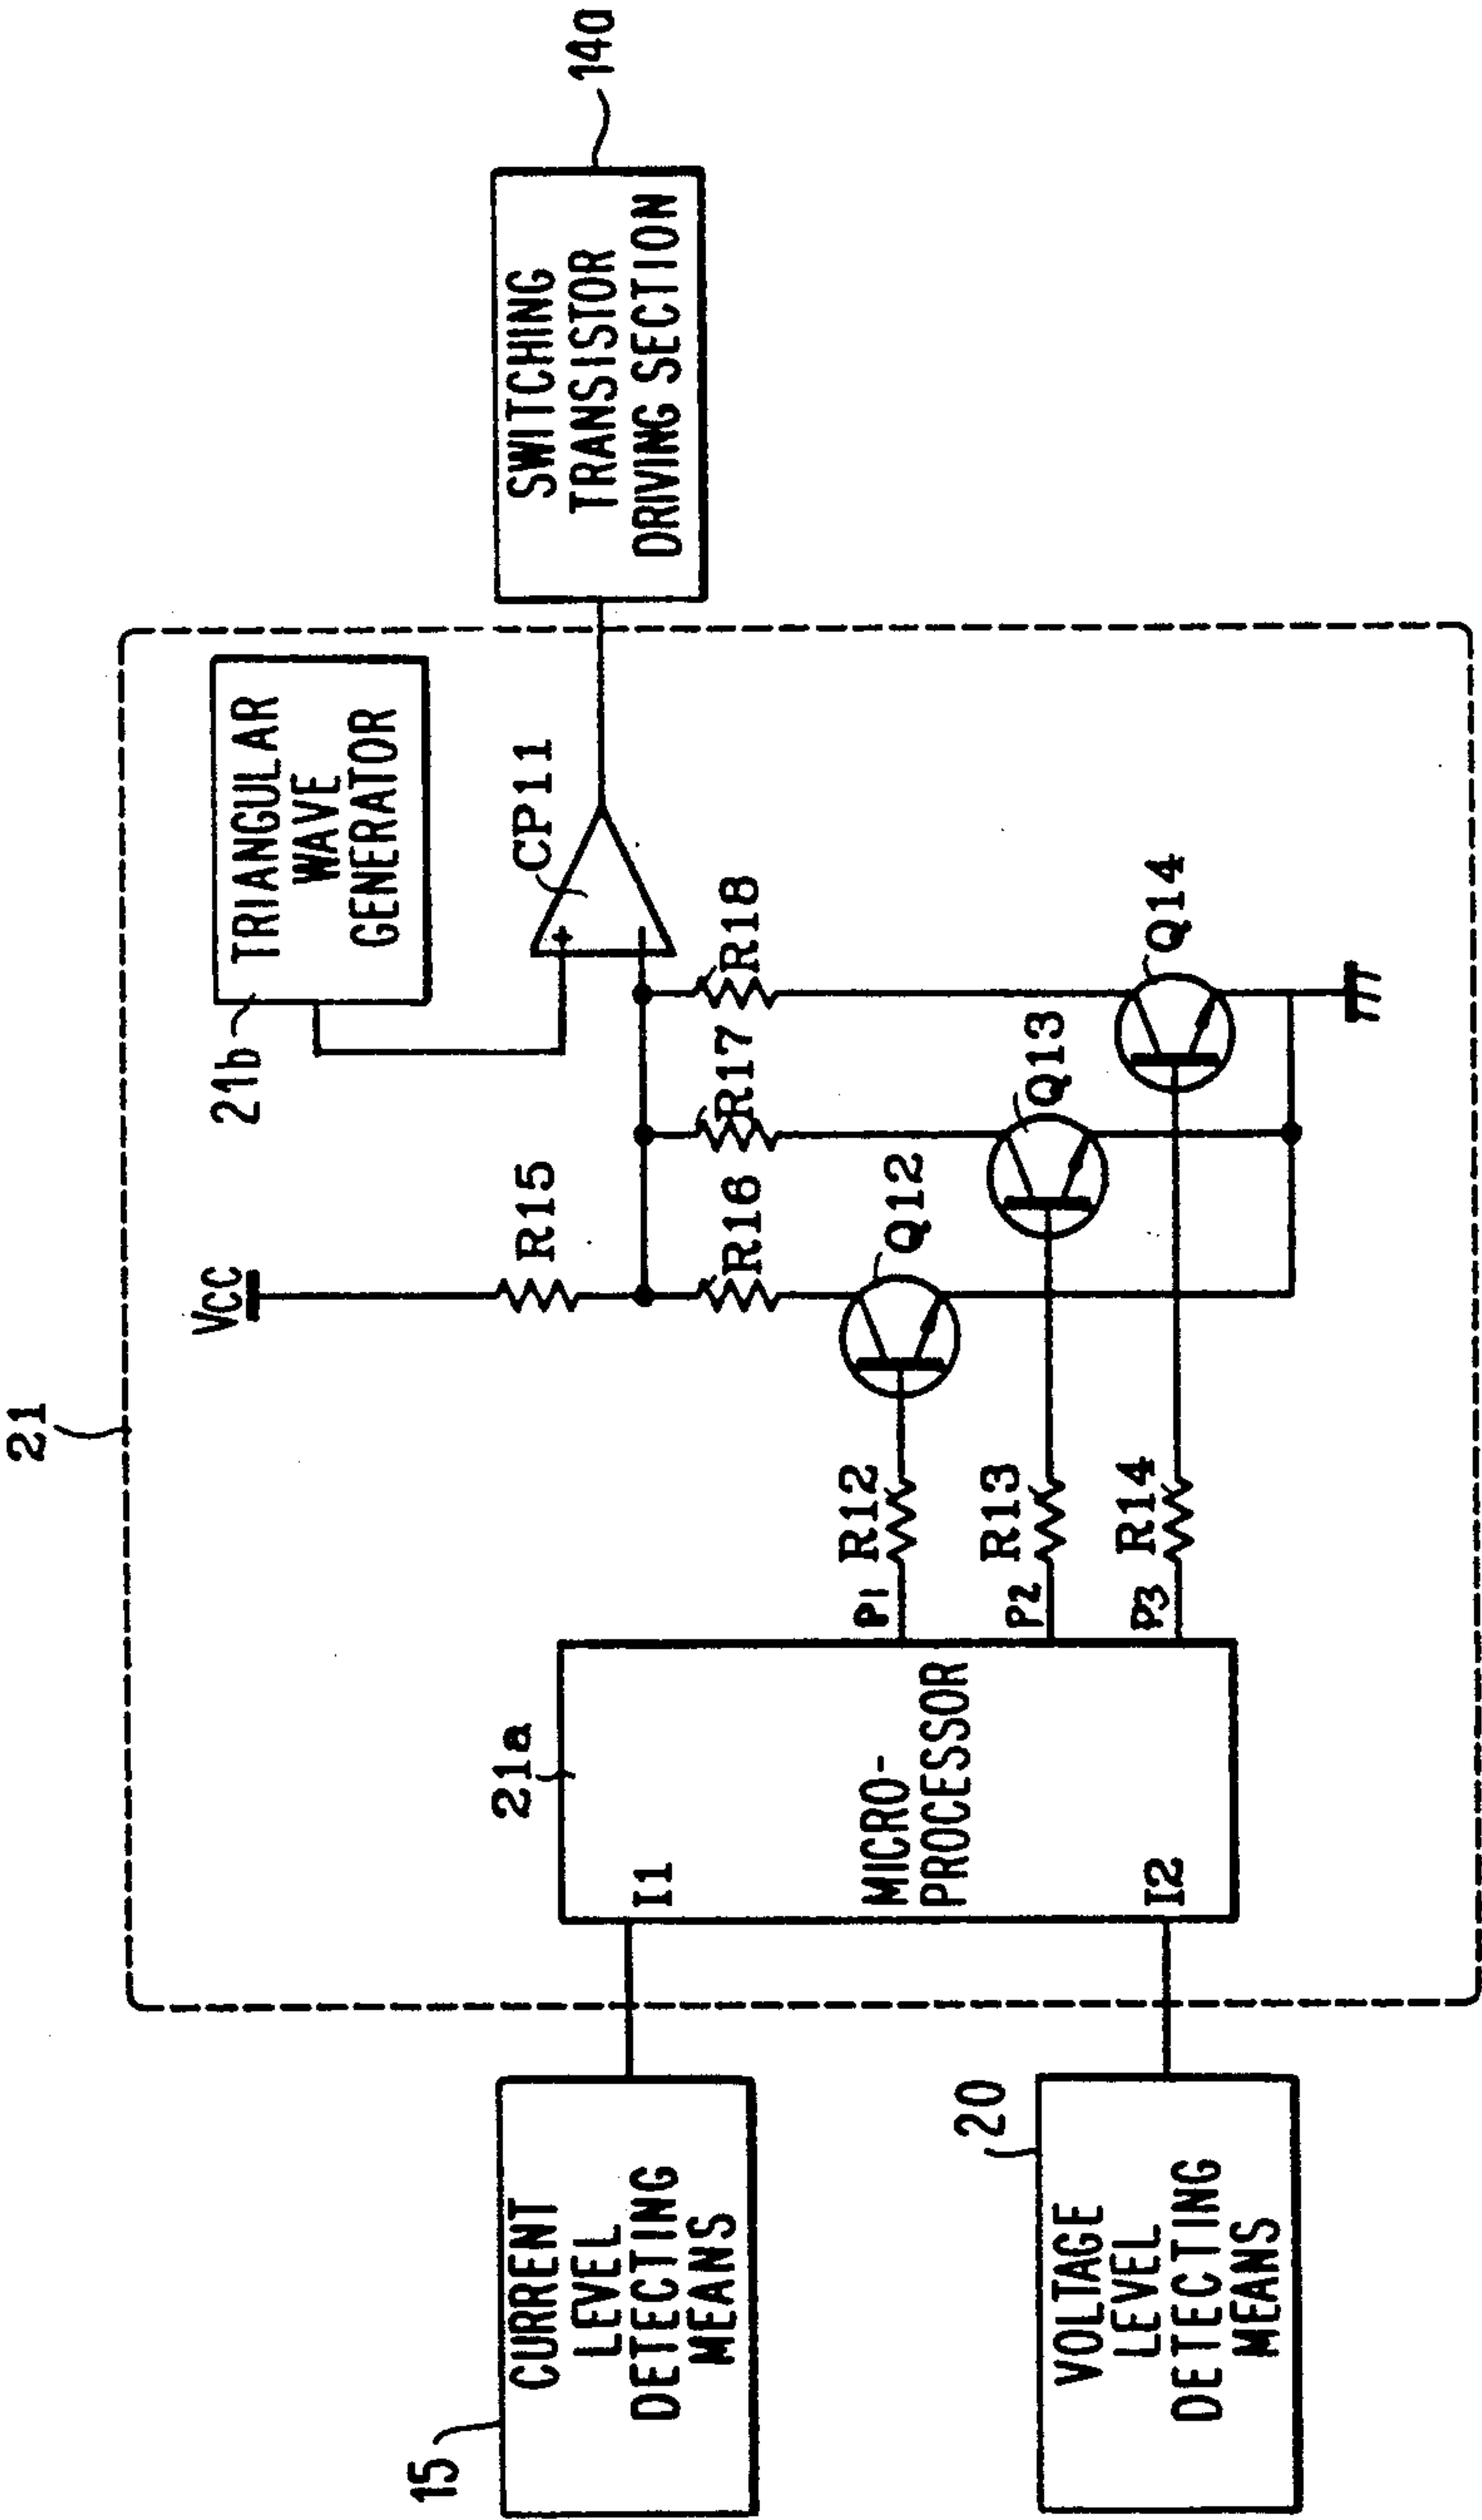 21
VCC
21a
21b
TRIANGULAR
WAVE
GENERATOR
15
CURRENT
LEVEL
DETECTING
MEANS
I1
MICRO-
PROCESSOR
I2
20
VOLTAGE
LEVEL
DETECTING
MEANS
P1
R12
P2
R13
P3
R14
R15
R16
R17
R18
Q12
Q13
Q14
CP11
+
−
SWITCHING
TRANSISTOR
DRIVING SECTION
14a